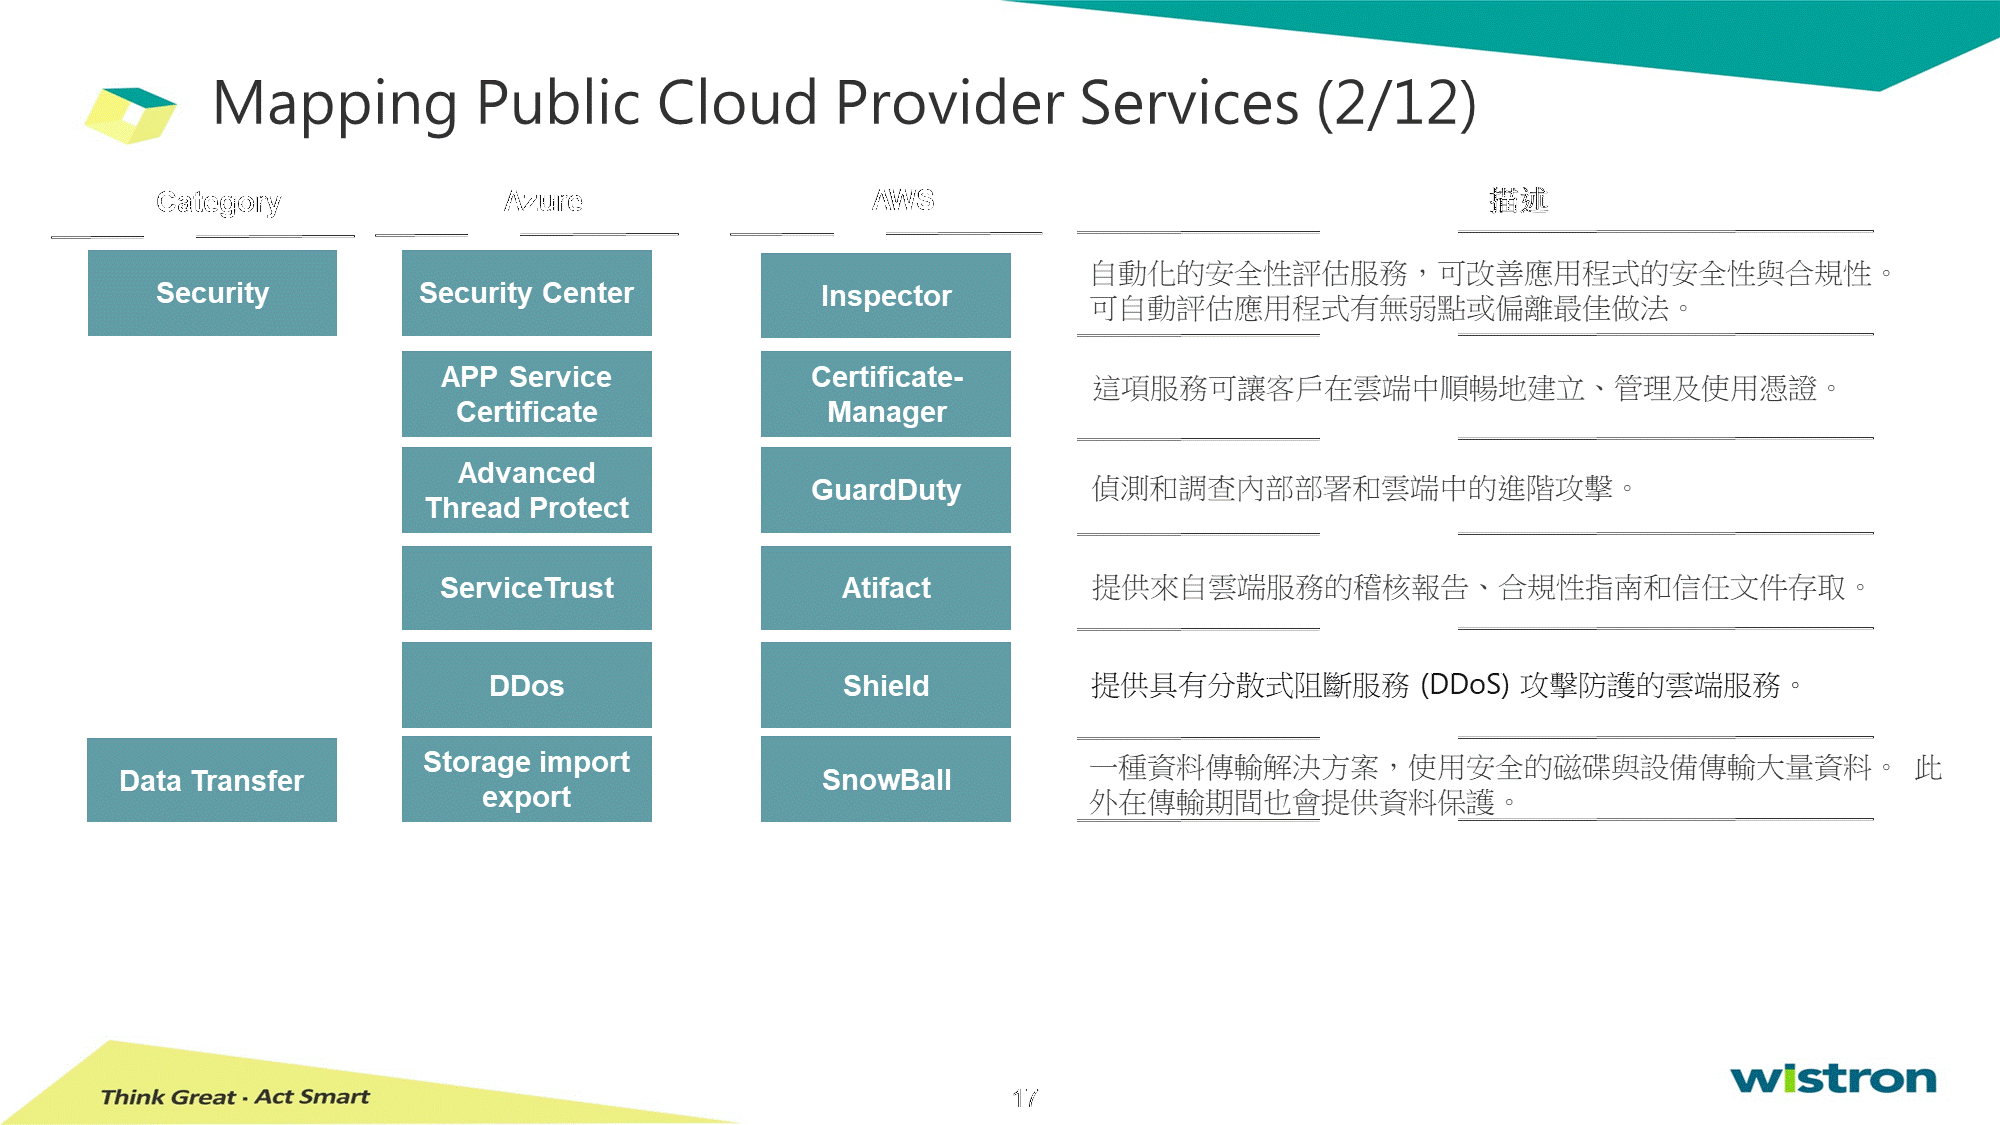 Mapping Public Cloud Provider Services (2/12)
Category
Azure
AWS
描述
Security
Security Center
Inspector
自動化的安全性評估服務，可改善應用程式的安全性與合規性。
可自動評估應用程式有無弱點或偏離最佳做法。
APP Service
Certificate
Certificate-
Manager
這項服務可讓客戶在雲端中順暢地建立、管理及使用憑證。
Advanced
Thread Protect
GuardDuty
偵測和調查內部部署和雲端中的進階攻擊。
ServiceTrust
Atifact
提供來自雲端服務的稽核報告、合規性指南和信任文件存取。
DDos
Shield
提供具有分散式阻斷服務 (DDoS) 攻擊防護的雲端服務。
Data Transfer
Storage import
export
SnowBall
一種資料傳輸解決方案，使用安全的磁碟與設備傳輸大量資料。 此
外在傳輸期間也會提供資料保護。
Think Great · Act Smart
17
wistron